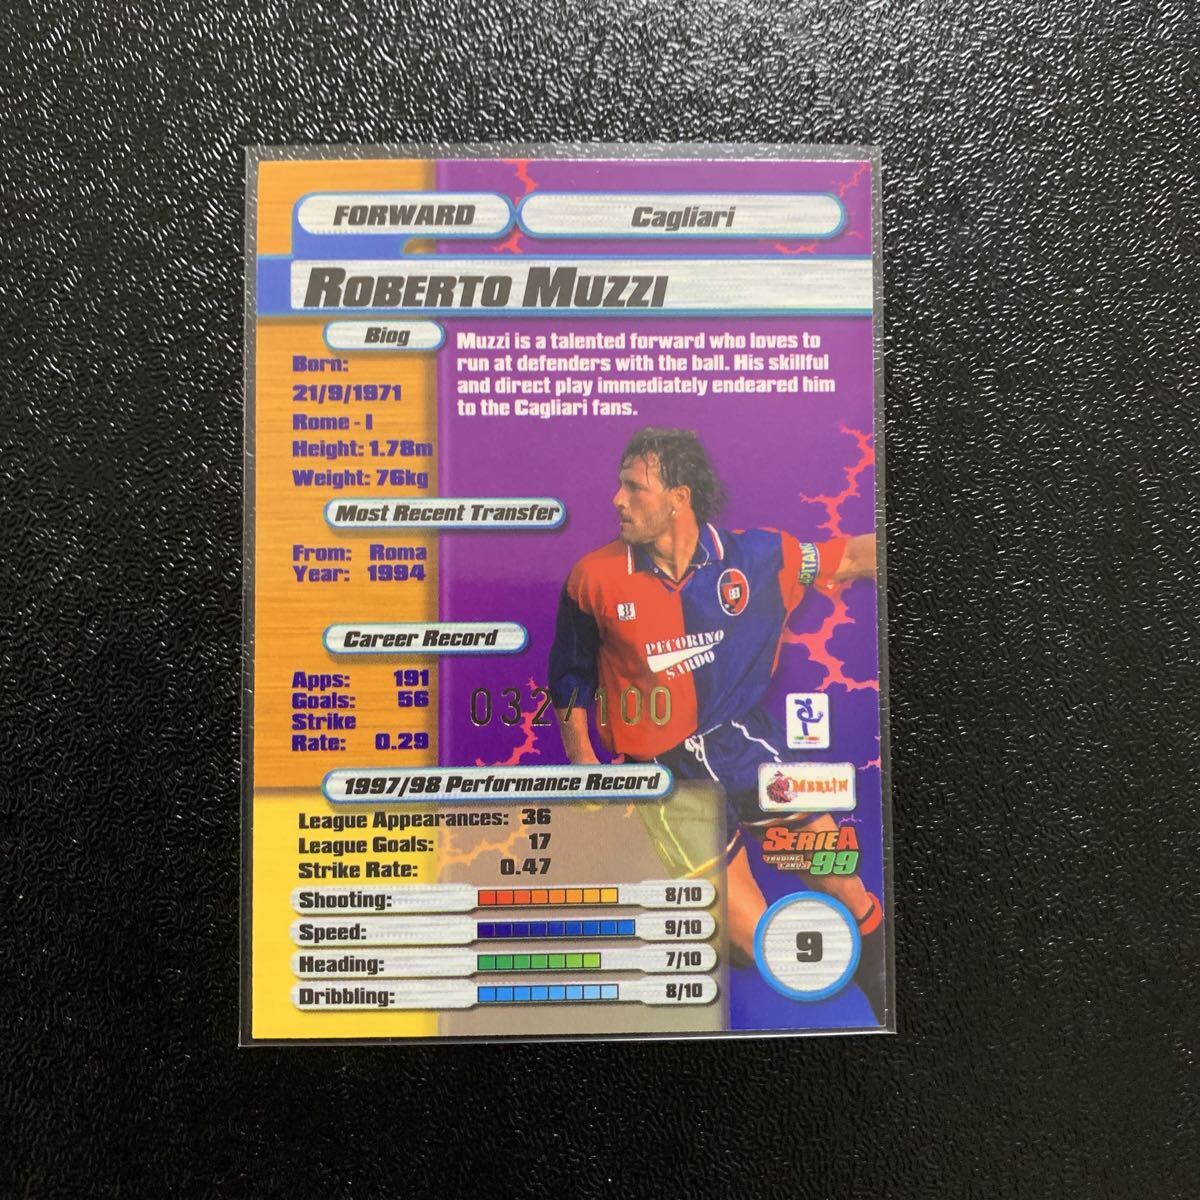 FORWARD
Cagliari
ROBERTO MUZZI
Biog
Born:
21/9/1971
Rome - I
Height: 1.78m
Weight: 76kg
Muzzi is a talented forward who loves to
run at defenders with the ball. His skillful
and direct play immediately endeared him
to the Cagliari fans.
Most Recent Transfer
From: Roma
Year: 1994
PITANO
PECORINO
SARDO
Career Record
Apps: 191
Goals: 56
Strike
Rate: 0.29
032/100
1997/98 Performance Record
League Appearances: 36
League Goals: 17
Strike Rate: 0.47
MERLIN
SERIE A
TRADING
CARDS 99
Shooting: 8/10
Speed: 9/10
Heading: 7/10
Dribbling: 8/10
9